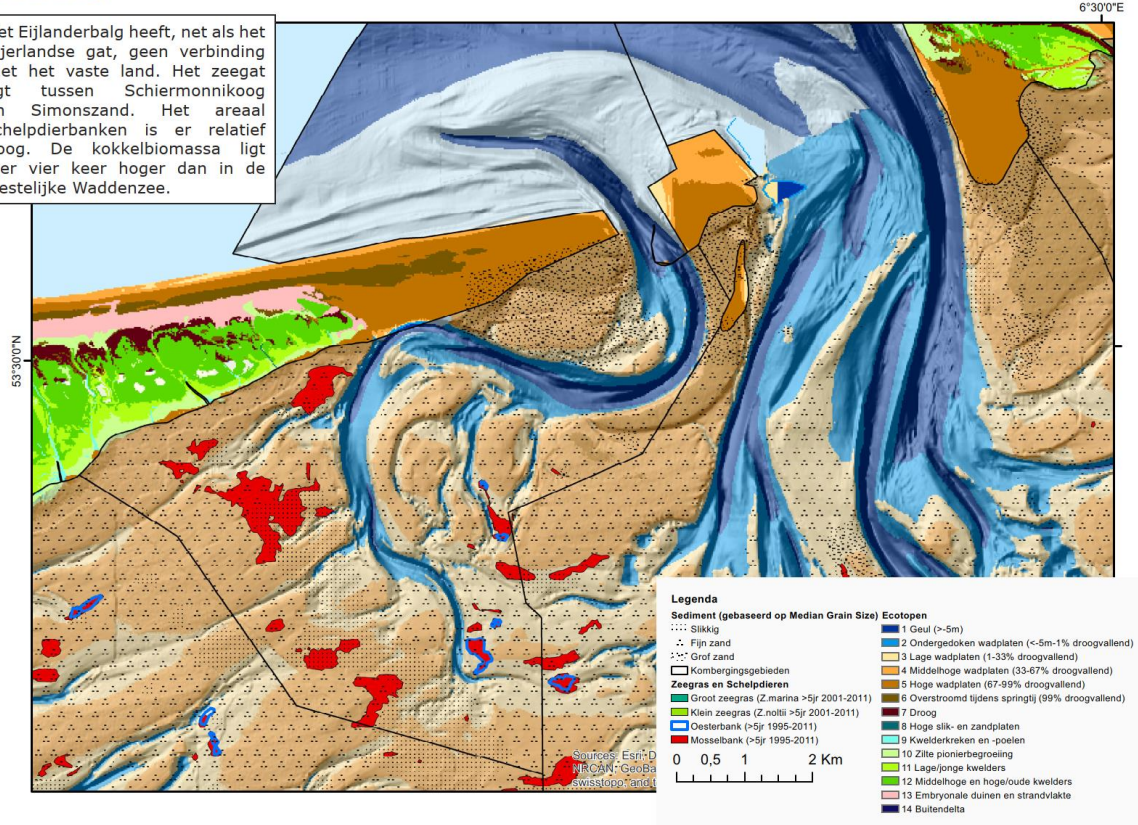 6°30'0"E
et Eijlanderbalg heeft, net als het
jerlandse gat, geen verbinding
et het vaste land. Het zeegat
gt tussen Schiermonnikoog
n Simonszand. Het areaal
chelpdierbanken is er relatief
oog. De kokkelbiomassa ligt
er vier keer hoger dan in de
estelijke Waddenzee.
53°30'0"N
Legenda
Sediment (gebaseerd op Median Grain Size)
Slikkig
Fijn zand
Grof zand
Kombergingsgebieden
Zeegras en Schelpdieren
Groot zeegras (Z.marina >5jr 2001-2011)
Klein zeegras (Z.noltii >5jr 2001-2011)
Oesterbank (>5jr 1995-2011)
Mosselbank (>5jr 1995-2011)
0 0,5 1 2 Km
Ecotopen
1 Geul (>-5m)
2 Ondergedoken wadplaten (<-5m-1% droogvallend)
3 Lage wadplaten (1-33% droogvallend)
4 Middelhoge wadplaten (33-67% droogvallend)
5 Hoge wadplaten (67-99% droogvallend)
6 Overstroomd tijdens springtij (99% droogvallend)
7 Droog
8 Hoge slik- en zandplaten
9 Kwelderkreken en -poelen
10 Zilte pionierbegroeiing
11 Lage/jonge kwelders
12 Middelhoge en hoge/oude kwelders
13 Embryonale duinen en strandvlakte
14 Buitendelta
Sources: Esri, D
NRCAN, GeoBa
swisstopo, and t